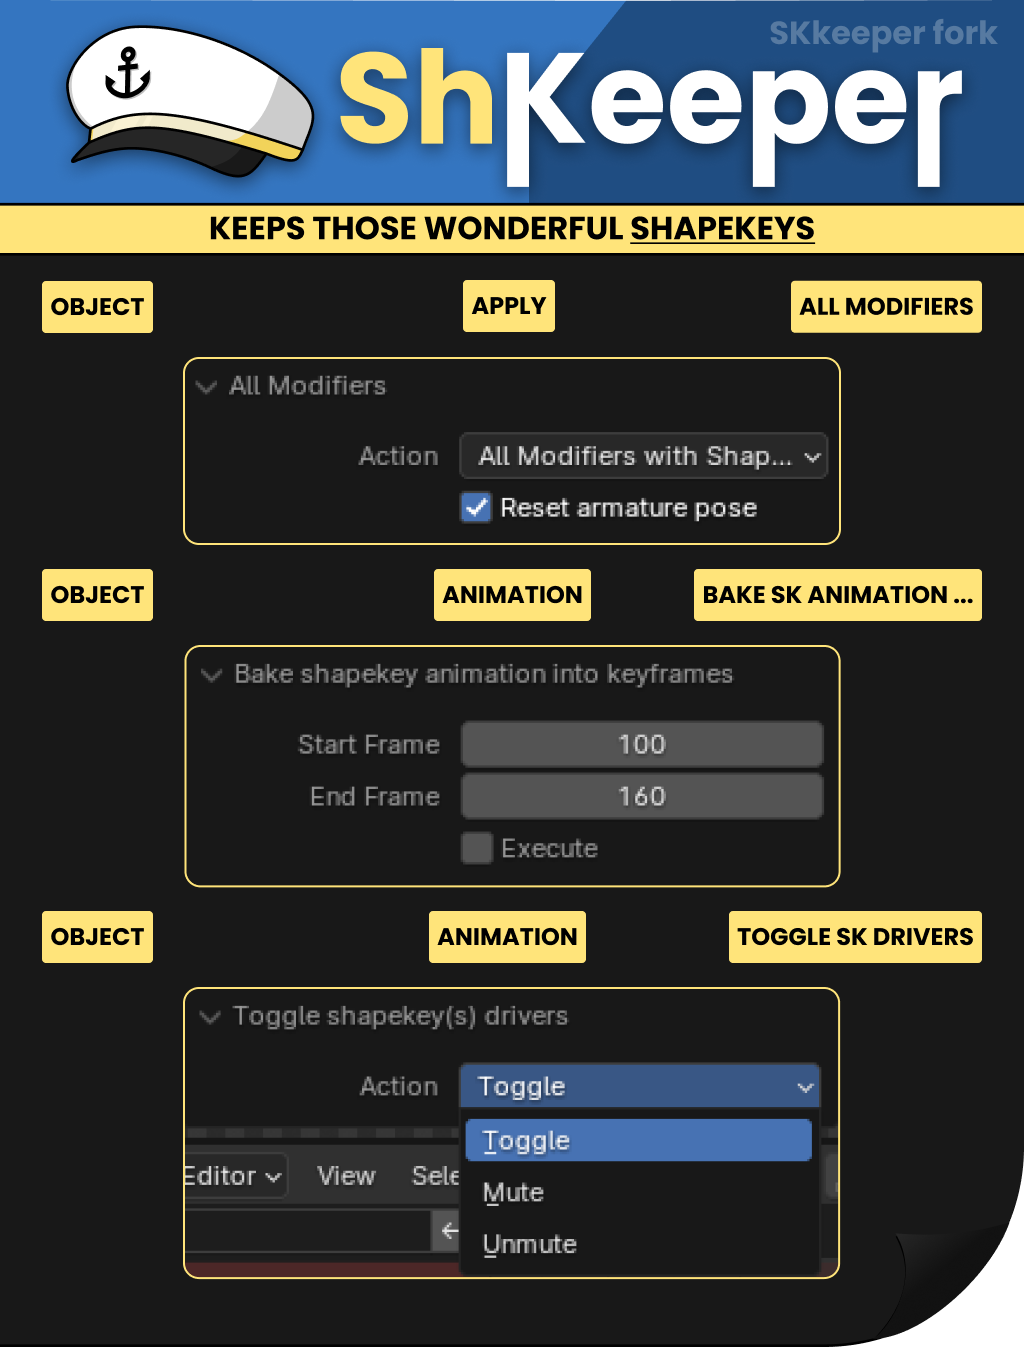 SKkeeper fork
ShKeeper
KEEPS THOSE WONDERFUL SHAPEKEYS
OBJECT APPLY ALL MODIFIERS
All Modifiers
Action All Modifiers with Shap...
Reset armature pose
OBJECT ANIMATION BAKE SK ANIMATION ...
Bake shapekey animation into keyframes
Start Frame 100
End Frame 160
Execute
OBJECT ANIMATION TOGGLE SK DRIVERS
Toggle shapekey(s) drivers
Action Toggle
Toggle
Editor View Sele
Mute
Unmute